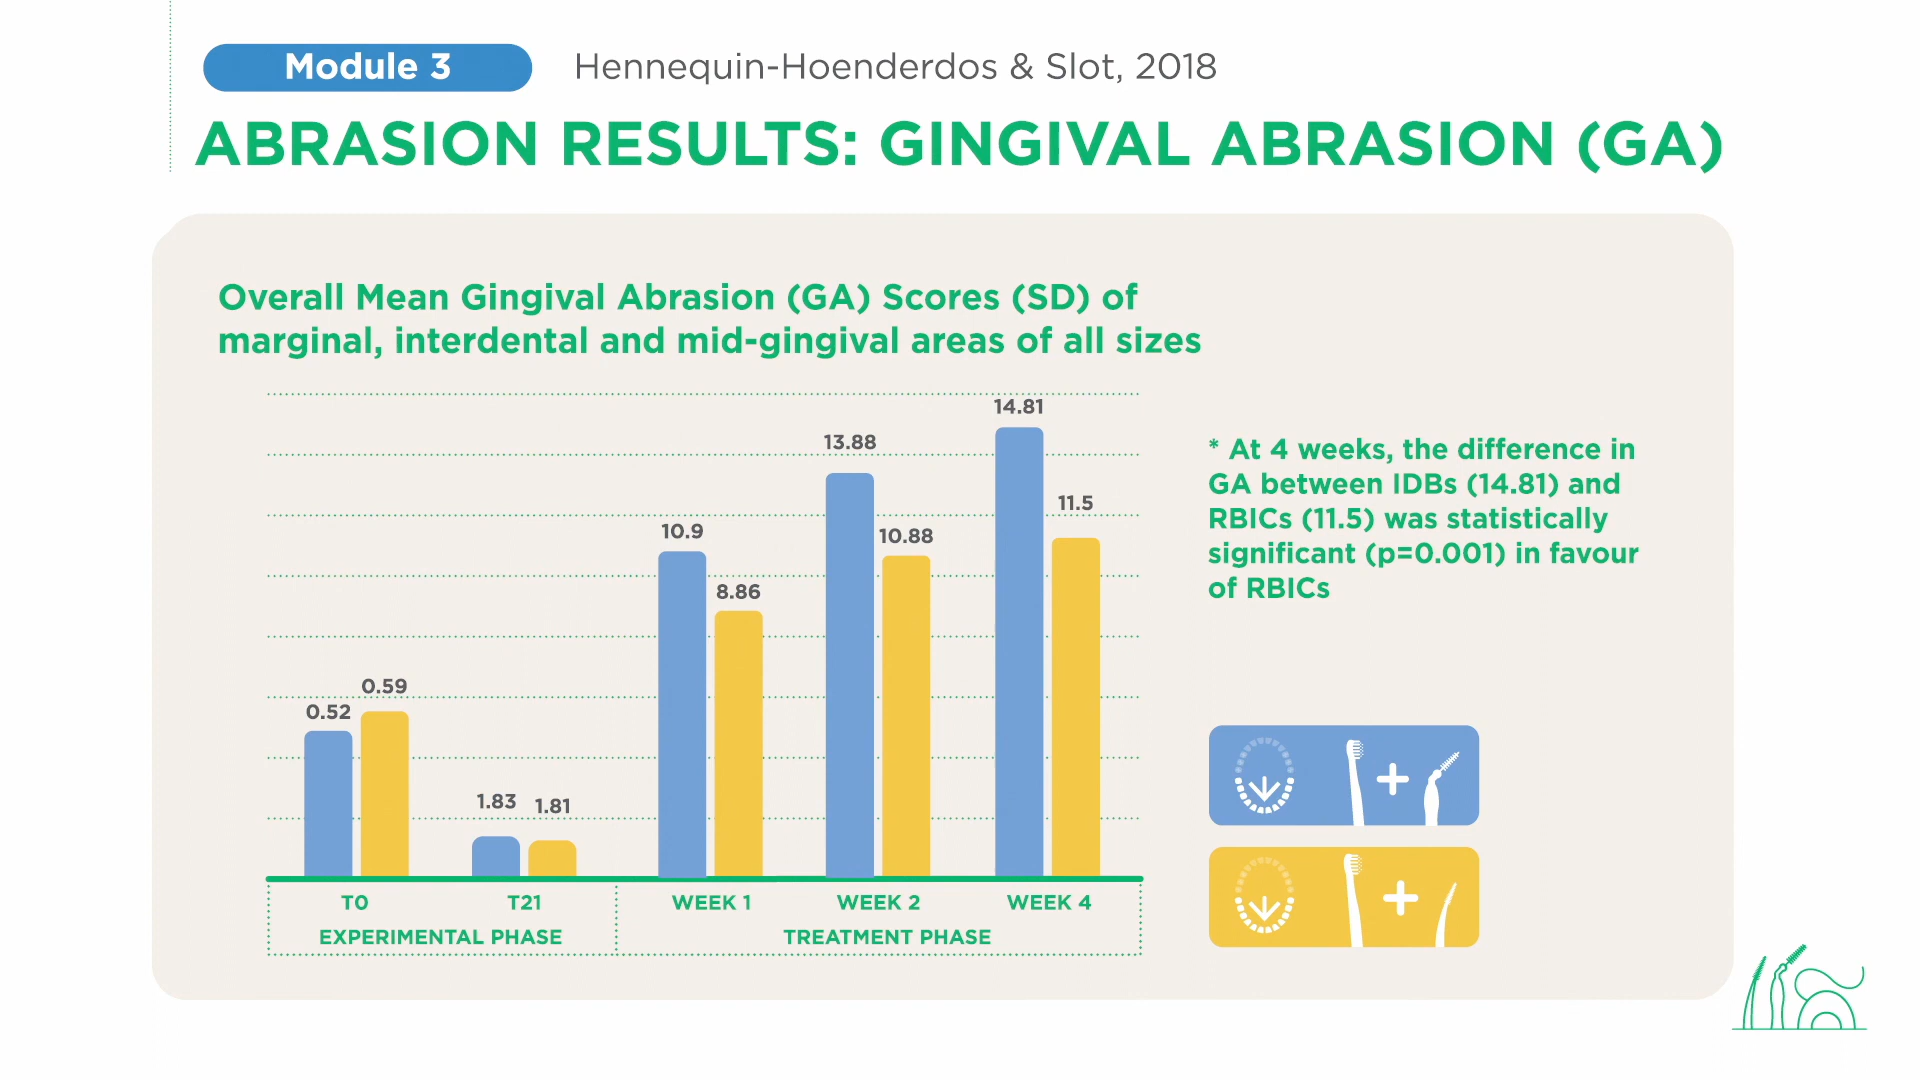 Module 3
Hennequin-Hoenderdos & Slot, 2018
ABRASION RESULTS: GINGIVAL ABRASION (GA)
Overall Mean Gingival Abrasion (GA) Scores (SD) of
marginal, interdental and mid-gingival areas of all sizes
0.52
0.59
1.83
1.81
10.9
8.86
13.88
10.88
14.81
11.5
T0
T21
WEEK 1
WEEK 2
WEEK 4
EXPERIMENTAL PHASE
TREATMENT PHASE
* At 4 weeks, the difference in
GA between IDBs (14.81) and
RBICs (11.5) was statistically
significant (p=0.001) in favour
of RBICs